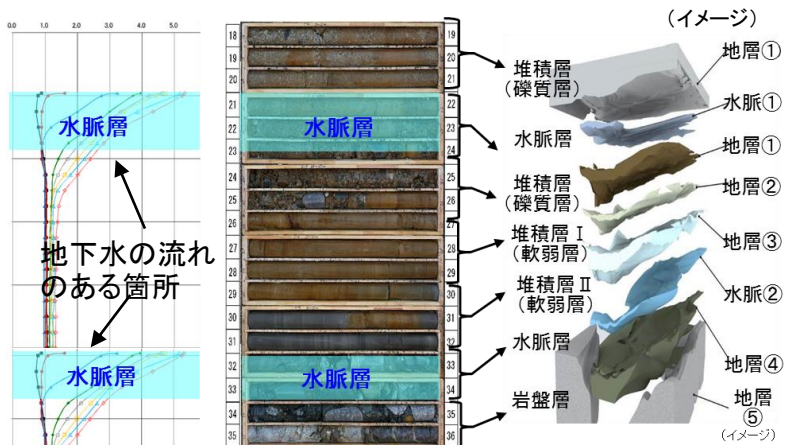 (イメージ)
0.0 1.0 2.0 3.0 4.0 5.0
水脈層
地下水の流れ
のある箇所
水脈層
18 19
19 20
20 21
21 22
22 23
23 24
水脈層
24 25
25 26
26 27
27 28
28 29
29 30
30 31
31 32
32 33
33 34
水脈層
34 35
35 36
堆積層
(礫質層)
水脈層
堆積層
(礫質層)
堆積層Ⅰ
(軟弱層)
堆積層Ⅱ
(軟弱層)
水脈層
岩盤層
地層①
水脈①
地層①
地層②
地層③
水脈②
地層④
地層
⑤
(イメージ)